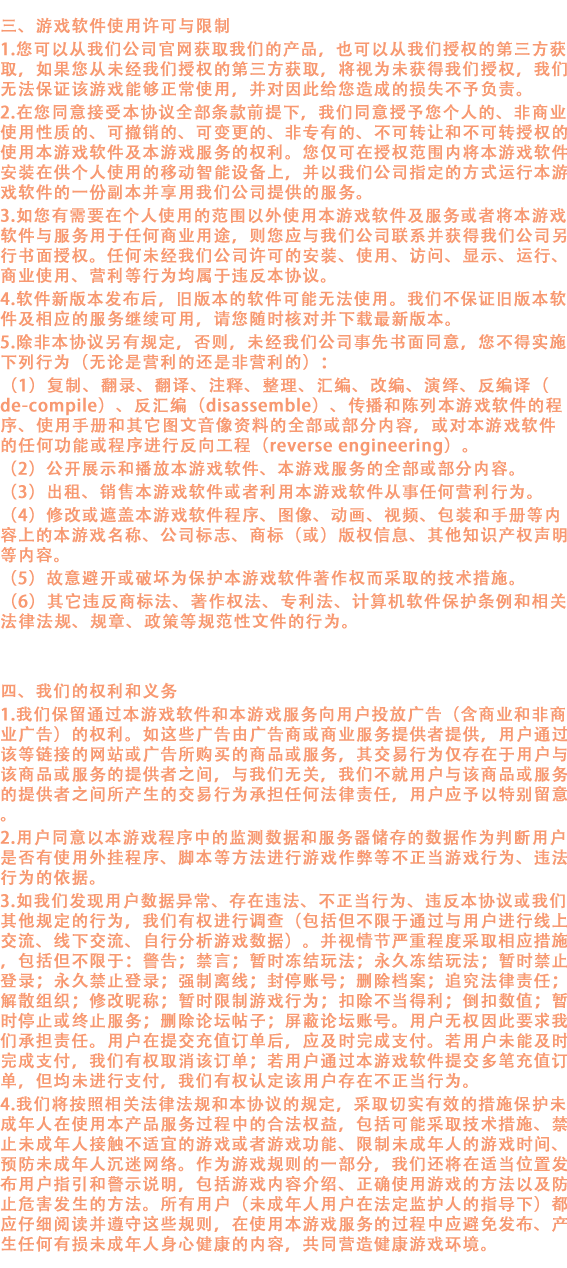 三、游戏软件使用许可与限制
1.您可以从我们公司官网获取我们的产品，也可以从我们授权的第三方获
取，如果您从未经我们授权的第三方获取，将视为未获得我们授权，我们
无法保证该游戏能够正常使用，并对因此给您造成的损失不予负责。
2.在您同意接受本协议全部条款前提下，我们同意授予您个人的、非商业
使用性质的、可撤销的、可变更的、非专有的、不可转让和不可转授权的
使用本游戏软件及本游戏服务的权利。您仅可在授权范围内将本游戏软件
安装在供个人使用的移动智能设备上，并以我们公司指定的方式运行本游
戏软件的一份副本并享用我们公司提供的服务。
3.如您有需要在个人使用的范围以外使用本游戏软件及服务或者将本游戏
软件与服务用于任何商业用途，则您应与我们公司联系并获得我们公司另
行书面授权。任何未经我们公司许可的安装、使用、访问、显示、运行、
商业使用、营利等行为均属于违反本协议。
4.软件新版本发布后，旧版本的软件可能无法使用。我们不保证旧版本软
件及相应的服务继续可用，请您随时核对并下载最新版本。
5.除非本协议另有规定，否则，未经我们公司事先书面同意，您不得实施
下列行为（无论是营利的还是非营利的）：
（1）复制、翻录、翻译、注释、整理、汇编、改编、演绎、反编译（
de-compile）、反汇编（disassemble）、传播和陈列本游戏软件的程
序、使用手册和其它图文音像资料的全部或部分内容，或对本游戏软件
的任何功能或程序进行反向工程（reverse engineering）。
（2）公开展示和播放本游戏软件、本游戏服务的全部或部分内容。
（3）出租、销售本游戏软件或者利用本游戏软件从事任何营利行为。
（4）修改或遮盖本游戏软件程序、图像、动画、视频、包装和手册等内
容上的本游戏名称、公司标志、商标（或）版权信息、其他知识产权声明
等内容。
（5）故意避开或破坏为保护本游戏软件著作权而采取的技术措施。
（6）其它违反商标法、著作权法、专利法、计算机软件保护条例和相关
法律法规、规章、政策等规范性文件的行为。
四、我们的权利和义务
1.我们保留通过本游戏软件和本游戏服务向用户投放广告（含商业和非商
业广告）的权利。如这些广告由广告商或商业服务提供者提供，用户通过
该等链接的网站或广告所购买的商品或服务，其交易行为仅存在于用户与
该商品或服务的提供者之间，与我们无关，我们不就用户与该商品或服务
的提供者之间所产生的交易行为承担任何法律责任，用户应予以特别留意
。
2.用户同意以本游戏程序中的监测数据和服务器储存的数据作为判断用户
是否有使用外挂程序、脚本等方法进行游戏作弊等不正当游戏行为、违法
行为的依据。
3.如我们发现用户数据异常、存在违法、不正当行为、违反本协议或我们
其他规定的行为，我们有权进行调查（包括但不限于通过与用户进行线上
交流、线下交流、自行分析游戏数据）。并视情节严重程度采取相应措施
，包括但不限于：警告；禁言；暂时冻结玩法；永久冻结玩法；暂时禁止
登录；永久禁止登录；强制离线；封停账号；删除档案；追究法律责任；
解散组织；修改昵称；暂时限制游戏行为；扣除不当得利；倒扣数值；暂
时停止或终止服务；删除论坛帖子；屏蔽论坛账号。用户无权因此要求我
们承担责任。用户在提交充值订单后，应及时完成支付。若用户未能及时
完成支付，我们有权取消该订单；若用户通过本游戏软件提交多笔充值订
单，但均未进行支付，我们有权认定该用户存在不正当行为。
4.我们将按照相关法律法规和本协议的规定，采取切实有效的措施保护未
成年人在使用本产品服务过程中的合法权益，包括可能采取技术措施、禁
止未成年人接触不适宜的游戏或者游戏功能、限制未成年人的游戏时间、
预防未成年人沉迷网络。作为游戏规则的一部分，我们还将在适当位置发
布用户指引和警示说明，包括游戏内容介绍、正确使用游戏的方法以及防
止危害发生的方法。所有用户（未成年人用户在法定监护人的指导下）都
应仔细阅读并遵守这些规则，在使用本游戏服务的过程中应避免发布、产
生任何有损未成年人身心健康的内容，共同营造健康游戏环境。